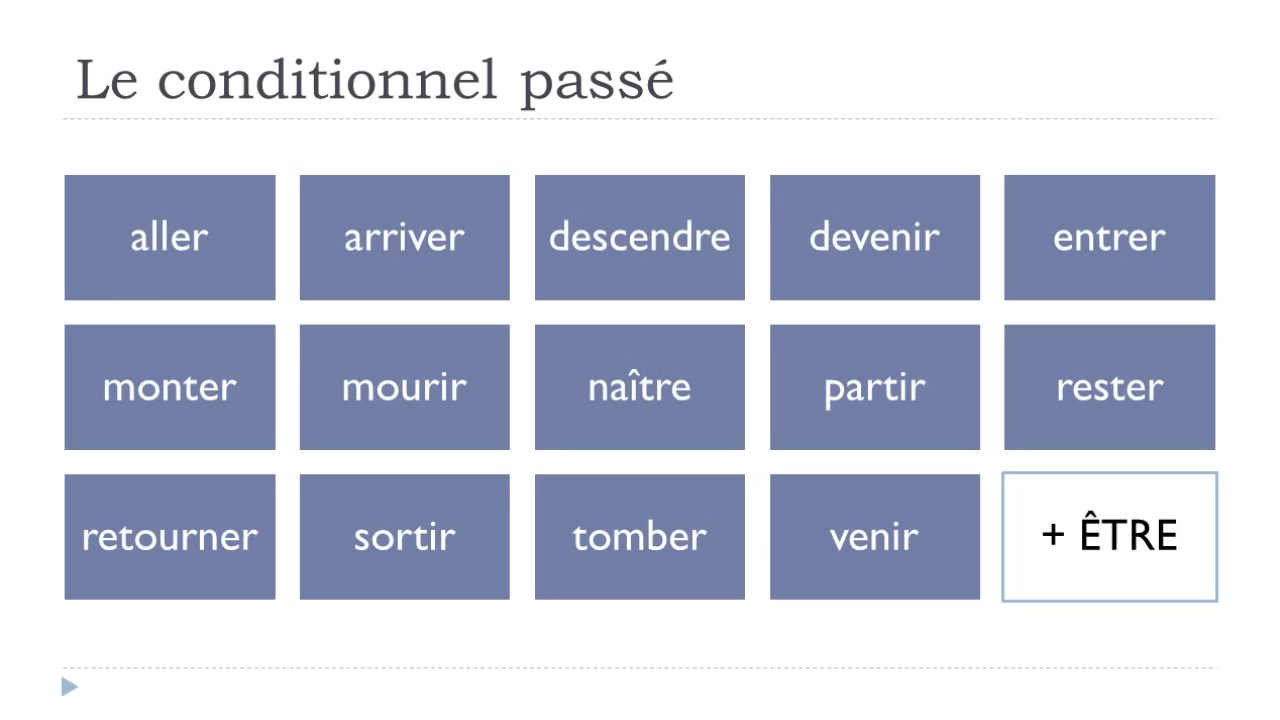 Le conditionnel passé
aller arriver descendre devenir entrer
monter mourir naître partir rester
retourner sortir tomber venir + ÊTRE